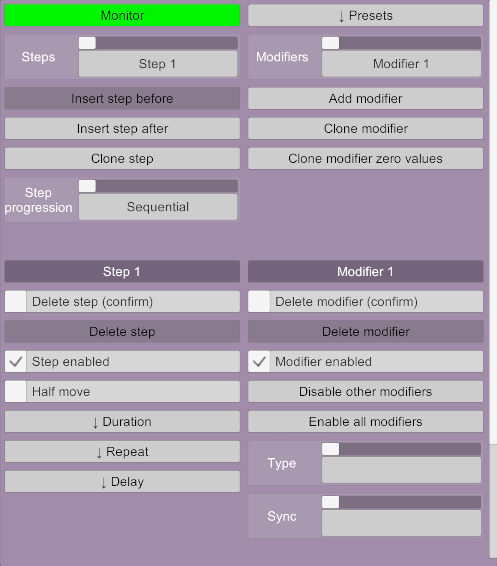 Monitor
↓ Presets
Steps
Step 1
Modifiers
Modifier 1
Insert step before
Add modifier
Insert step after
Clone modifier
Clone step
Clone modifier zero values
Step
progression
Sequential
Step 1
Modifier 1
Delete step (confirm)
Delete modifier (confirm)
Delete step
Delete modifier
Step enabled
Modifier enabled
Half move
Disable other modifiers
↓ Duration
Enable all modifiers
↓ Repeat
Type
↓ Delay
Sync